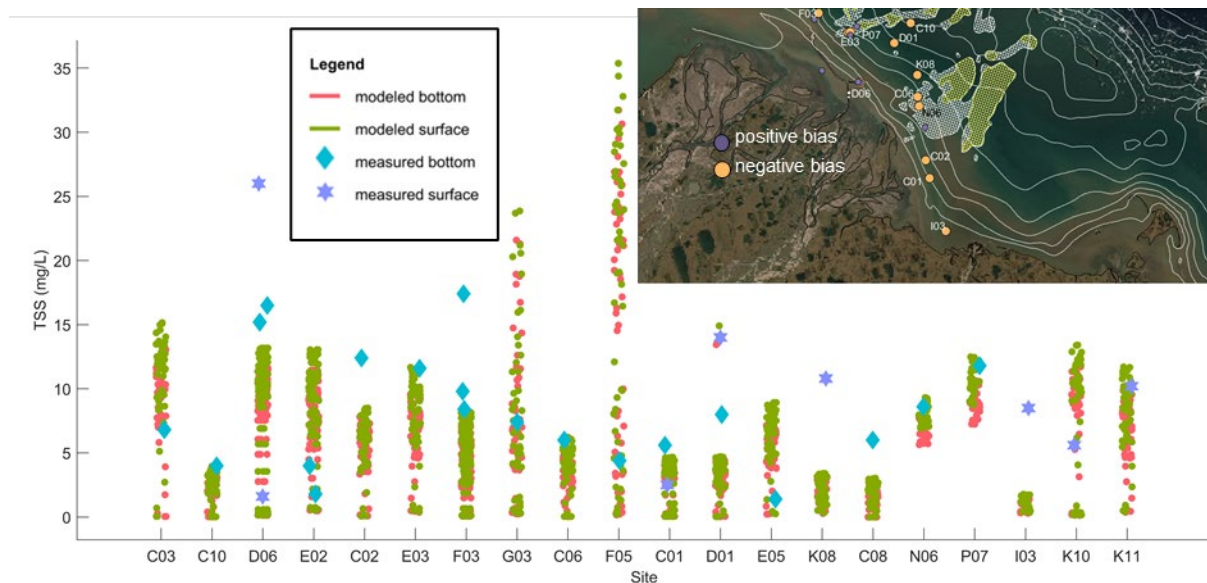 35
30
25
20
15
10
5
0
TSS (mg/L)
Legend
modeled bottom
modeled surface
measured bottom
measured surface
F03
P07
E03
C10
D01
K08
D06
C06
N06
positive bias
negative bias
C02
C01
I03
C03 C10 D06 E02 C02 E03 F03 G03 C06 F05 C01 D01 E05 K08 C08 N06 P07 I03 K10 K11
Site